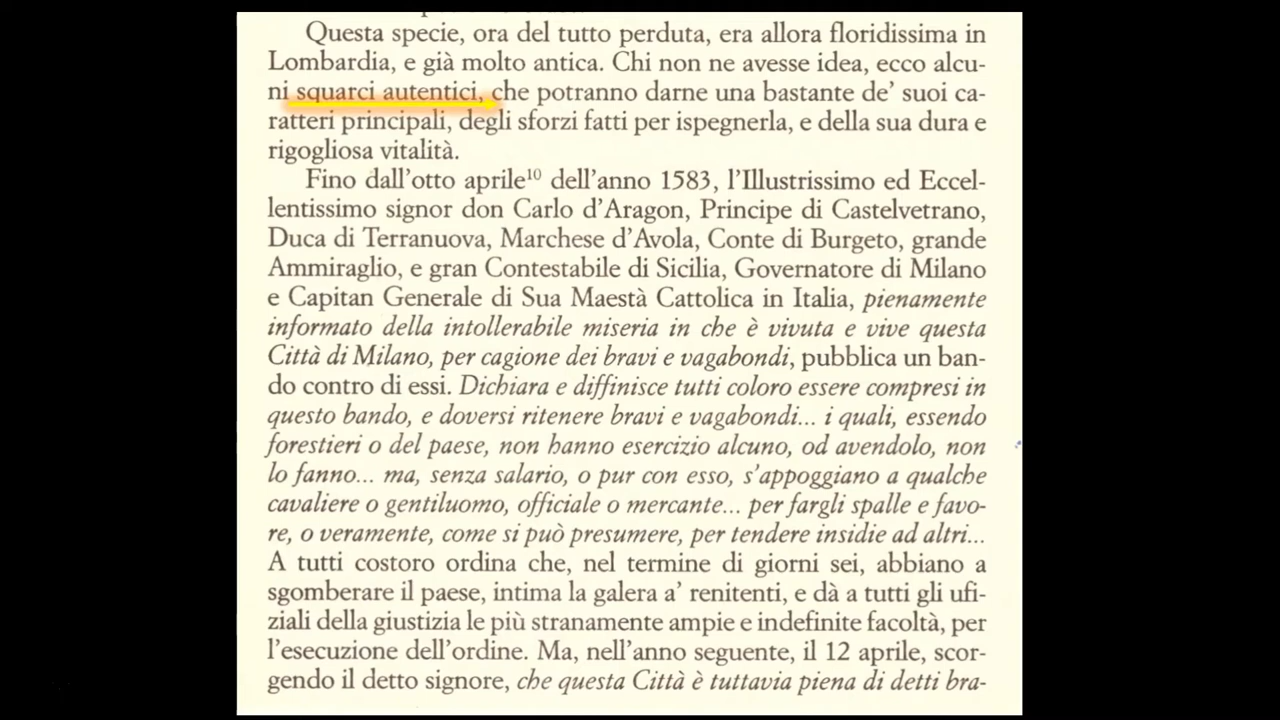 Questa specie, ora del tutto perduta, era allora floridissima in
Lombardia, e già molto antica. Chi non ne avesse idea, ecco alcu-
ni squarci autentici, che potranno darne una bastante de’ suoi ca-
ratteri principali, degli sforzi fatti per ispegnerla, e della sua dura e
rigogliosa vitalità.
Fino dall’otto aprile¹⁰ dell’anno 1583, l’Illustrissimo ed Eccel-
lentissimo signor don Carlo d’Aragon, Principe di Castelvetrano,
Duca di Terranuova, Marchese d’Avola, Conte di Burgeto, grande
Ammiraglio, e gran Contestabile di Sicilia, Governatore di Milano
e Capitan Generale di Sua Maestà Cattolica in Italia, pienamente
informato della intollerabile miseria in che è vivuta e vive questa
Città di Milano, per cagione dei bravi e vagabondi, pubblica un ban-
do contro di essi. Dichiara e diffinisce tutti coloro essere compresi in
questo bando, e doversi ritenere bravi e vagabondi... i quali, essendo
forestieri o del paese, non hanno esercizio alcuno, od avendolo, non
lo fanno... ma, senza salario, o pur con esso, s’appoggiano a qualche
cavaliere o gentiluomo, officiale o mercante... per fargli spalle e favo-
re, o veramente, come si può presumere, per tendere insidie ad altri...
A tutti costoro ordina che, nel termine di giorni sei, abbiano a
sgomberare il paese, intima la galera a’ renitenti, e dà a tutti gli ufi-
ziali della giustizia le più stranamente ampie e indefinite facoltà, per
l’esecuzione dell’ordine. Ma, nell’anno seguente, il 12 aprile, scor-
gendo il detto signore, che questa Città è tuttavia piena di detti bra-